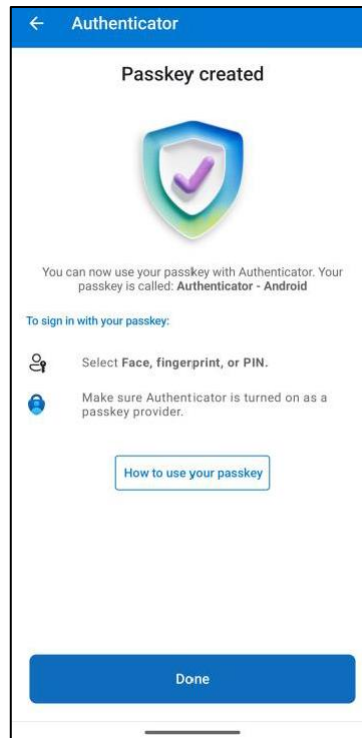 Authenticator
Passkey created
You can now use your passkey with Authenticator. Your
passkey is called: Authenticator - Android
To sign in with your passkey:
Select Face, fingerprint, or PIN.
Make sure Authenticator is turned on as a
passkey provider.
How to use your passkey
Done